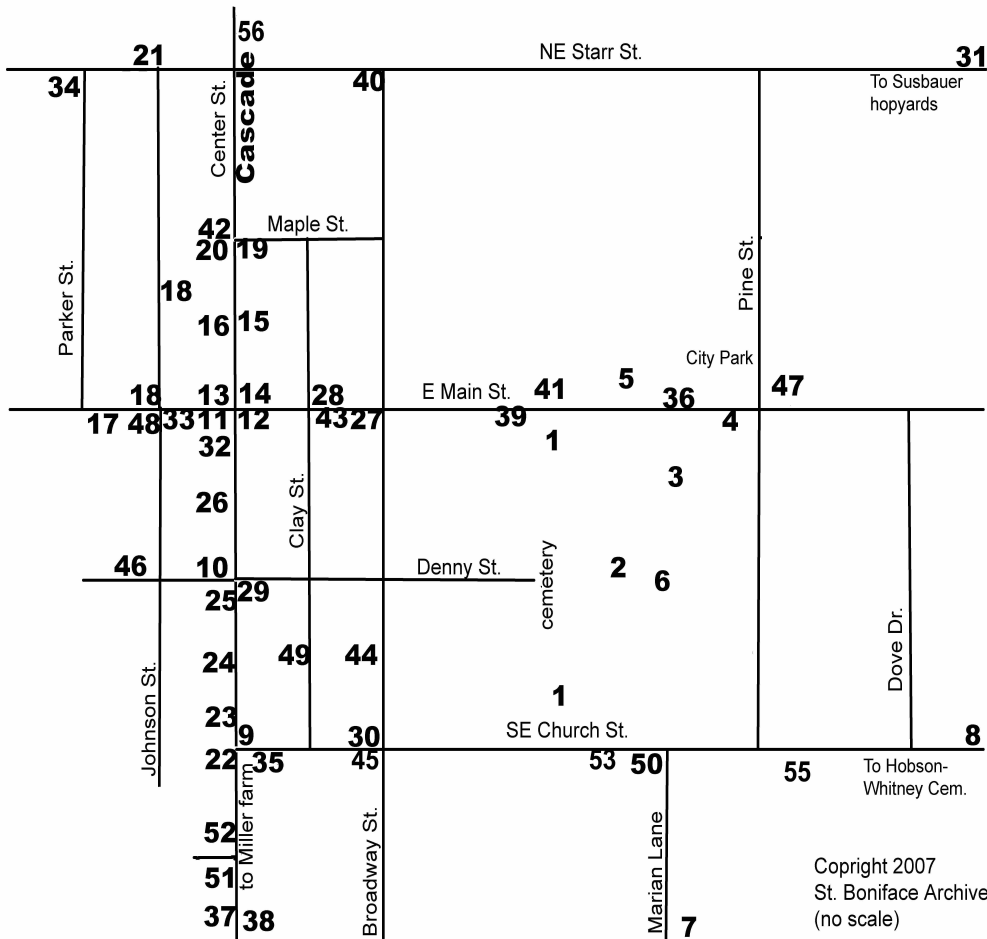 56
21
NE Starr St.
31
34
Center St.
Cascade
40
To Susbauer
hopyards
42
Maple St.
20
19
Parker St.
18
Pine St.
16
15
City Park
18
13
14
28
E Main St.
41
5
36
47
17
48
33
11
12
43
27
39
4
32
1
3
26
Clay St.
46
10
Denny St.
cemetery
2
6
25
29
Dove Dr.
24
49
44
Johnson St.
1
23
9
30
SE Church St.
8
22
35
45
53
50
55
To Hobson-
Whitney Cem.
to Miller farm
52
Broadway St.
Marian Lane
51
Copright 2007
St. Boniface Archive
(no scale)
37
38
7